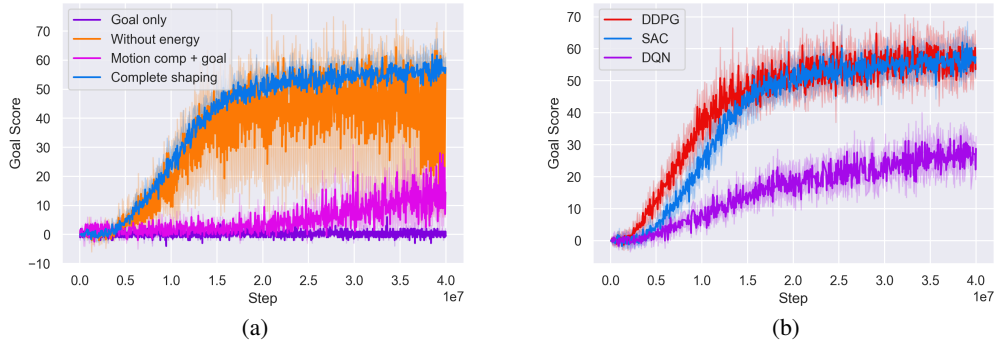 Goal only
Without energy
Motion comp + goal
Complete shaping
70
60
50
40
30
20
10
0
−10
Goal Score
0.0 0.5 1.0 1.5 2.0 2.5 3.0 3.5 4.0
1e7
Step
(a)
DDPG
SAC
DQN
70
60
50
40
30
20
10
0
Goal Score
0.0 0.5 1.0 1.5 2.0 2.5 3.0 3.5 4.0
1e7
Step
(b)